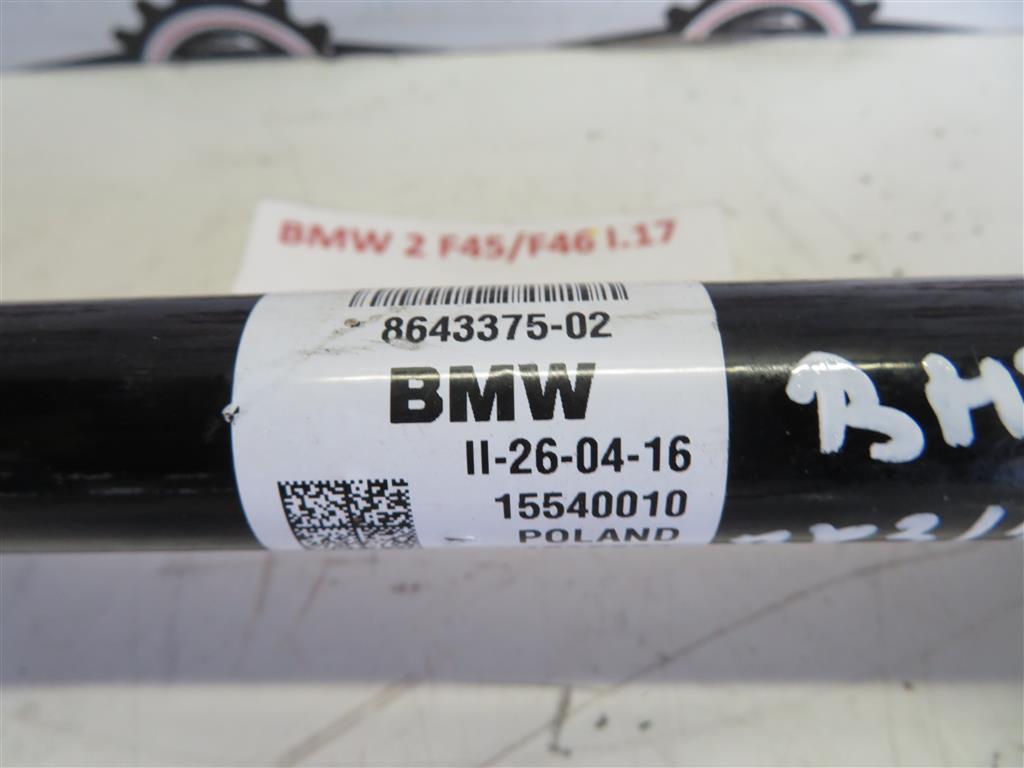 BMW 2 F45/F46 I.17
8643375-02
BMW
II-26-04-16
15540010
POLAND